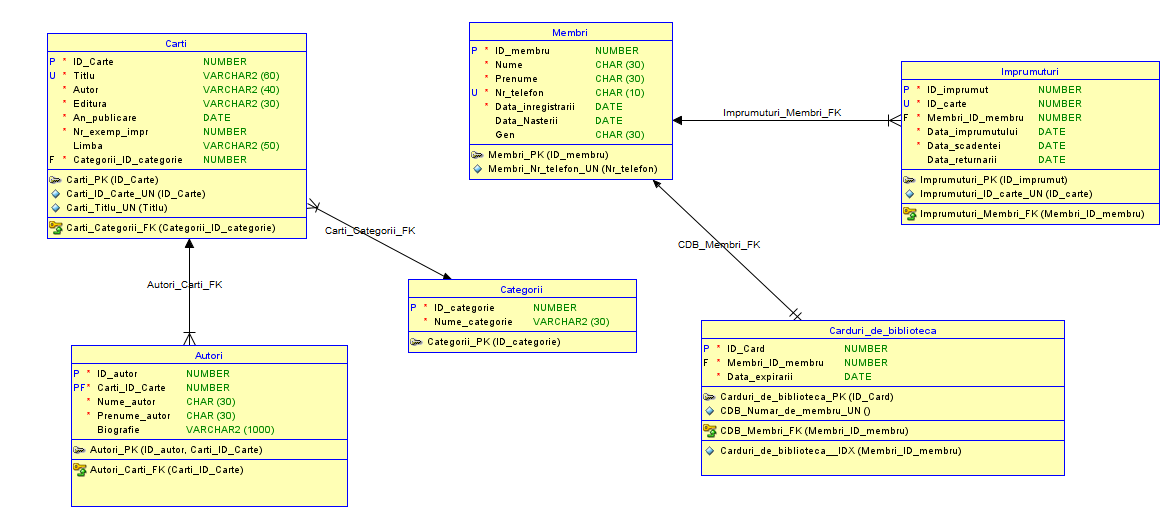 Carti
P * ID_Carte NUMBER
U * Titlu VARCHAR2 (60)
* Autor VARCHAR2 (40)
* Editura VARCHAR2 (30)
* An_publicare DATE
* Nr_exemp_impr NUMBER
Limba VARCHAR2 (50)
F * Categorii_ID_categorie NUMBER
Carti_PK (ID_Carte)
Carti_ID_Carte_UN (ID_Carte)
Carti_Titlu_UN (Titlu)
Carti_Categorii_FK (Categorii_ID_categorie)
Membri
P * ID_membru NUMBER
* Nume CHAR (30)
* Prenume CHAR (30)
U * Nr_telefon CHAR (10)
* Data_inregistrarii DATE
Data_Nasterii DATE
Gen CHAR (30)
Membri_PK (ID_membru)
Membri_Nr_telefon_UN (Nr_telefon)
Imprumuturi_Membri_FK
Imprumuturi
P * ID_imprumut NUMBER
U * ID_carte NUMBER
F * Membri_ID_membru NUMBER
* Data_imprumutului DATE
* Data_scadentei DATE
Data_returnarii DATE
Imprumuturi_PK (ID_imprumut)
Imprumuturi_ID_carte_UN (ID_carte)
Imprumuturi_Membri_FK (Membri_ID_membru)
Carti_Categorii_FK
CDB_Membri_FK
Autori_Carti_FK
Categorii
P * ID_categorie NUMBER
* Nume_categorie VARCHAR2 (30)
Categorii_PK (ID_categorie)
Autori
P * ID_autor NUMBER
PF* Carti_ID_Carte NUMBER
* Nume_autor CHAR (30)
* Prenume_autor CHAR (30)
Biografie VARCHAR2 (1000)
Autori_PK (ID_autor, Carti_ID_Carte)
Autori_Carti_FK (Carti_ID_Carte)
Carduri_de_biblioteca
P * ID_Card NUMBER
F * Membri_ID_membru NUMBER
* Data_expirarii DATE
Carduri_de_biblioteca_PK (ID_Card)
CDB_Numar_de_membru_UN ()
CDB_Membri_FK (Membri_ID_membru)
Carduri_de_biblioteca__IDX (Membri_ID_membru)